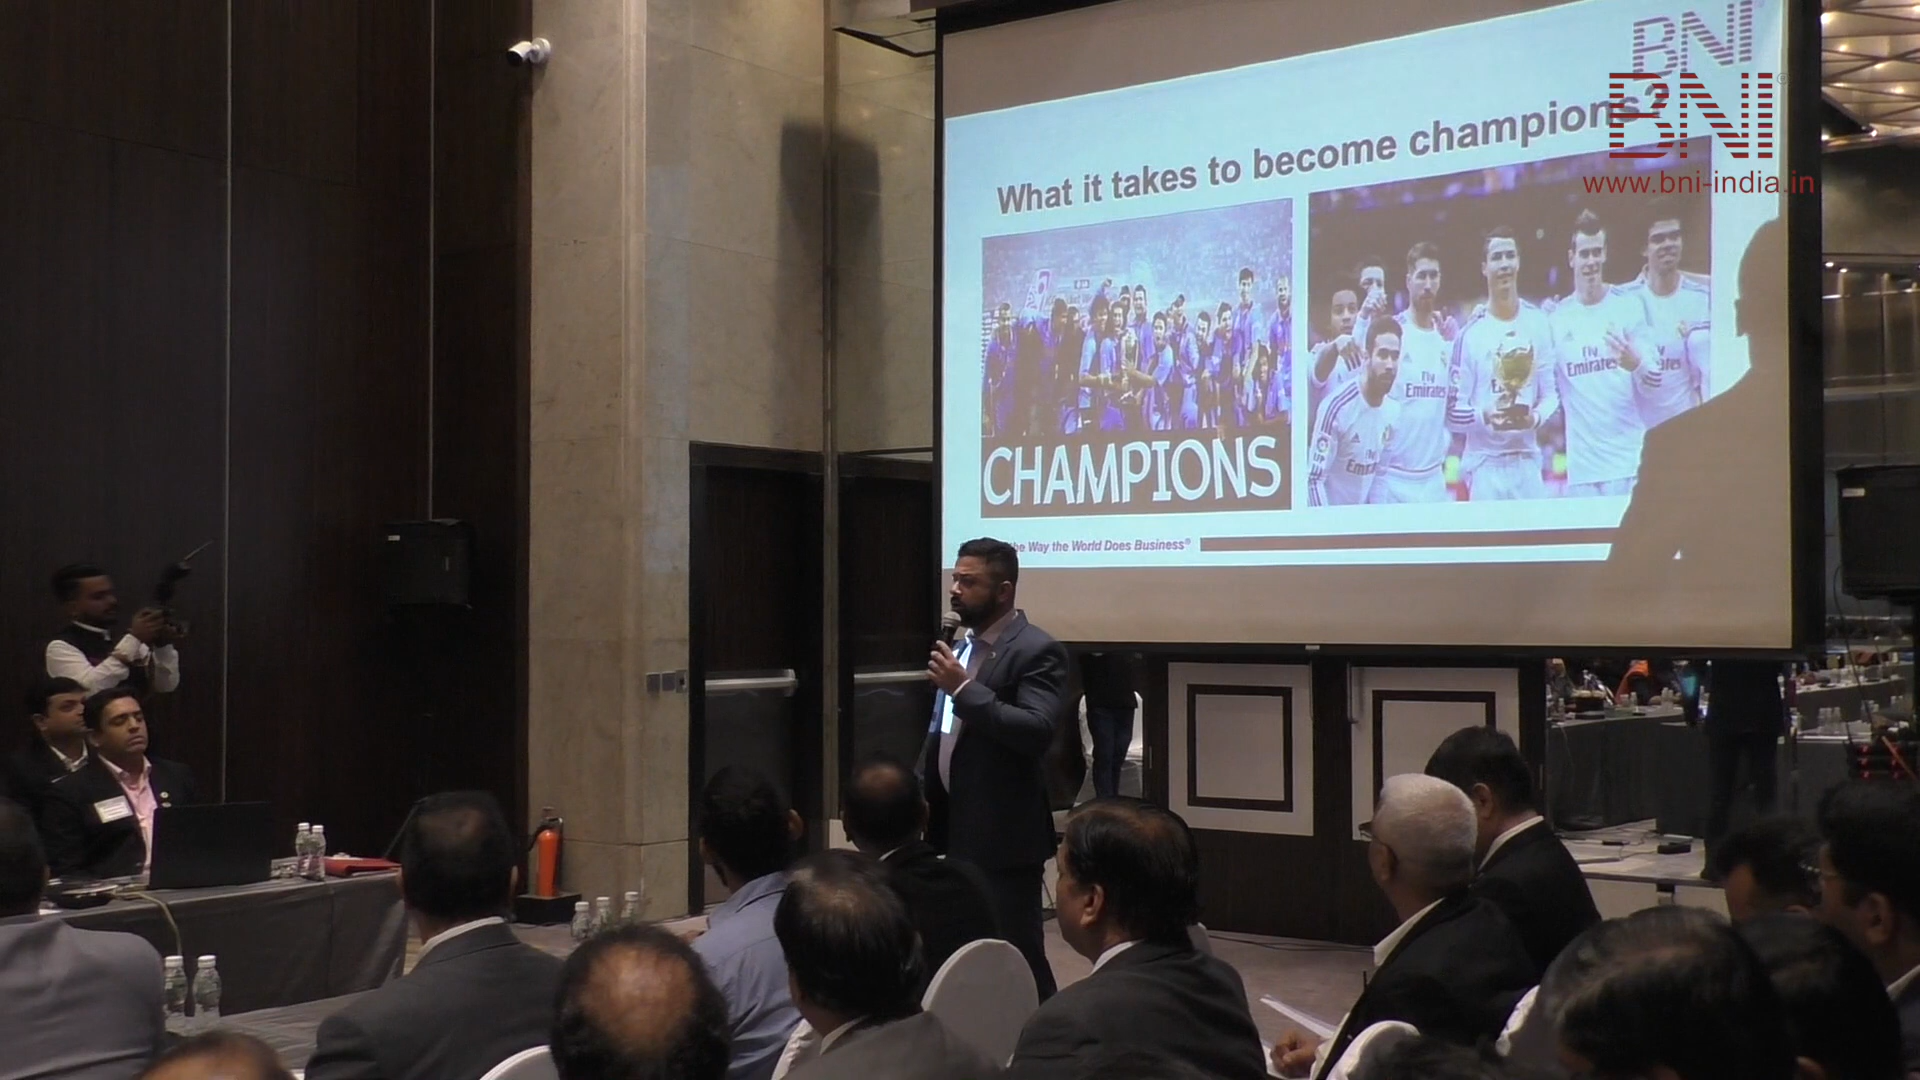 BNI
BNI
www.bni-india.in
What it takes to become champions?
CHAMPIONS
Fly
Emirates
Fly
Emirates
the Way the World Does Business®